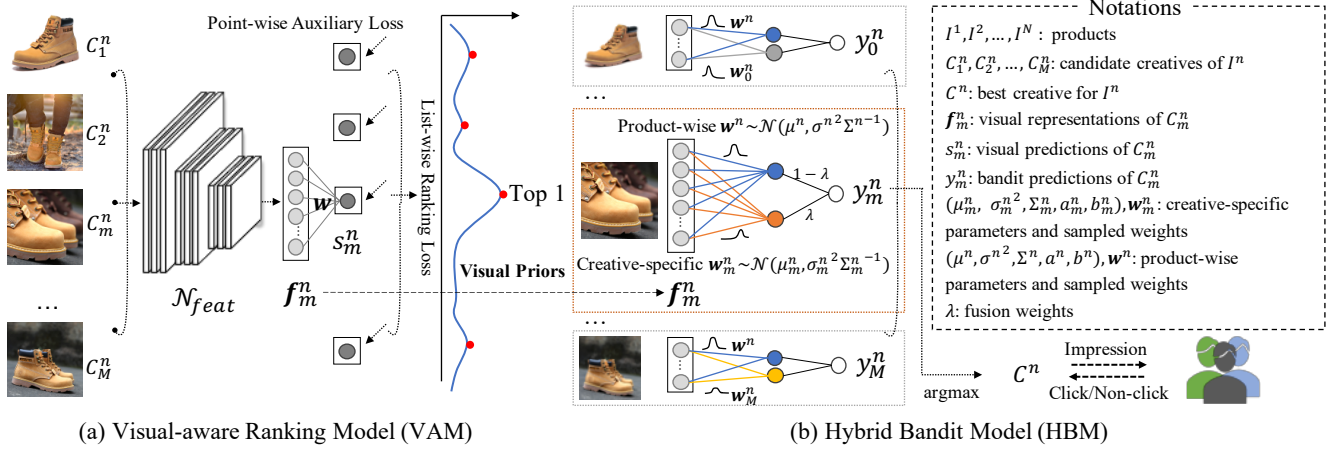 Point-wise Auxiliary Loss
C_1^n
C_2^n
C_m^n
...
C_M^n
𝒩_feat
w
s_m^n
f_m^n
List-wise Ranking Loss
Top 1
Visual Priors
(a) Visual-aware Ranking Model (VAM)
w^n
w_0^n
y_0^n
...
Product-wise w^n~𝒩(μ^n, σ^n²Σ^n−1)
1 − λ
λ
y_m^n
Creative-specific w_m^n~𝒩(μ_m^n, σ_m^n²Σ_m^n−1)
f_m^n
...
w^n
w_M^n
y_M^n
(b) Hybrid Bandit Model (HBM)
Notations
I^1, I^2, ..., I^N : products
C_1^n, C_2^n, ..., C_M^n: candidate creatives of I^n
C^n: best creative for I^n
f_m^n: visual representations of C_m^n
s_m^n: visual predictions of C_m^n
y_m^n: bandit predictions of C_m^n
(μ_m^n, σ_m^n², Σ_m^n, a_m^n, b_m^n), w_m^n: creative-specific
parameters and sampled weights
(μ^n, σ^n², Σ^n, a^n, b^n), w^n: product-wise
parameters and sampled weights
λ: fusion weights
argmax
C^n
Impression
Click/Non-click